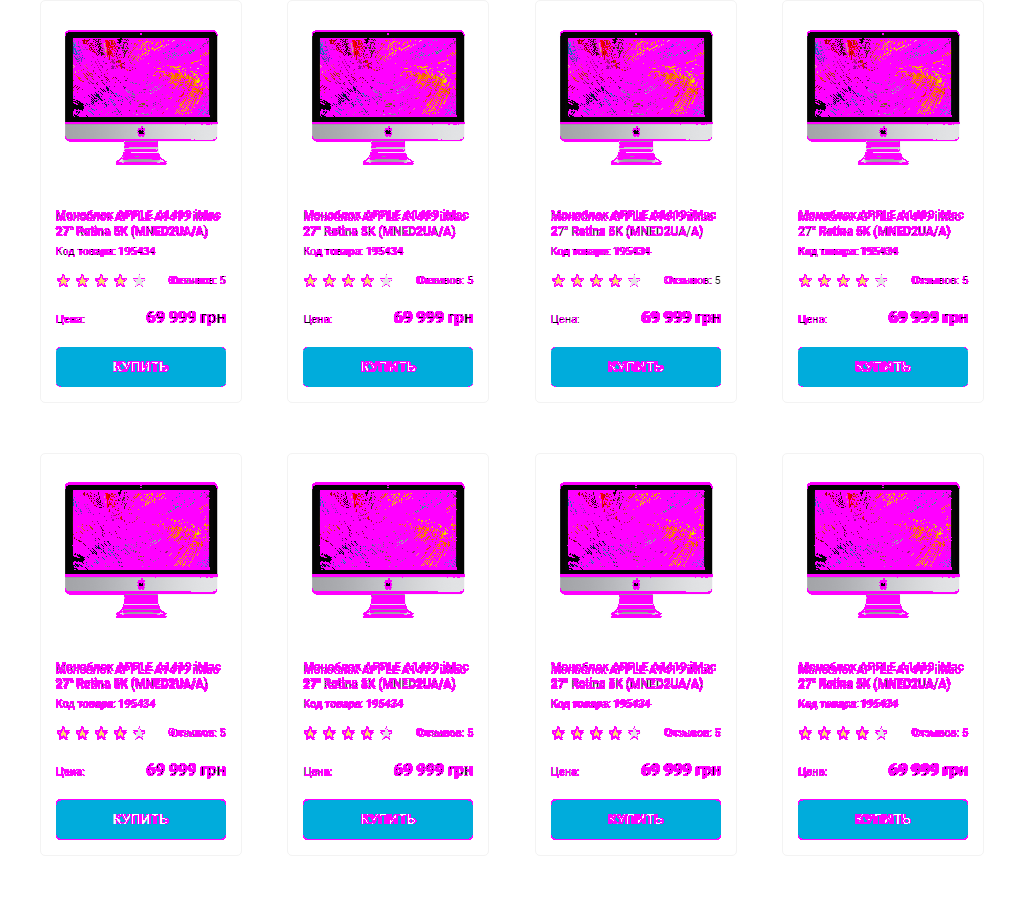 Моноблок APPLE A1419 iMac
27" Retina 5K (MNED2UA/A)
Код товара: 195434
Отзывов: 5
Цена:
69 999 грн
КУПИТЬ
Моноблок APPLE A1419 iMac
27" Retina 5K (MNED2UA/A)
Код товара: 195434
Отзывов: 5
Цена:
69 999 грн
КУПИТЬ
Моноблок APPLE A1419 iMac
27" Retina 5K (MNED2UA/A)
Код товара: 195434
Отзывов: 5
Цена:
69 999 грн
КУПИТЬ
Моноблок APPLE A1419 iMac
27" Retina 5K (MNED2UA/A)
Код товара: 195434
Отзывов: 5
Цена:
69 999 грн
КУПИТЬ
Моноблок APPLE A1419 iMac
27" Retina 5K (MNED2UA/A)
Код товара: 195434
Отзывов: 5
Цена:
69 999 грн
КУПИТЬ
Моноблок APPLE A1419 iMac
27" Retina 5K (MNED2UA/A)
Код товара: 195434
Отзывов: 5
Цена:
69 999 грн
КУПИТЬ
Моноблок APPLE A1419 iMac
27" Retina 5K (MNED2UA/A)
Код товара: 195434
Отзывов: 5
Цена:
69 999 грн
КУПИТЬ
Моноблок APPLE A1419 iMac
27" Retina 5K (MNED2UA/A)
Код товара: 195434
Отзывов: 5
Цена:
69 999 грн
КУПИТЬ